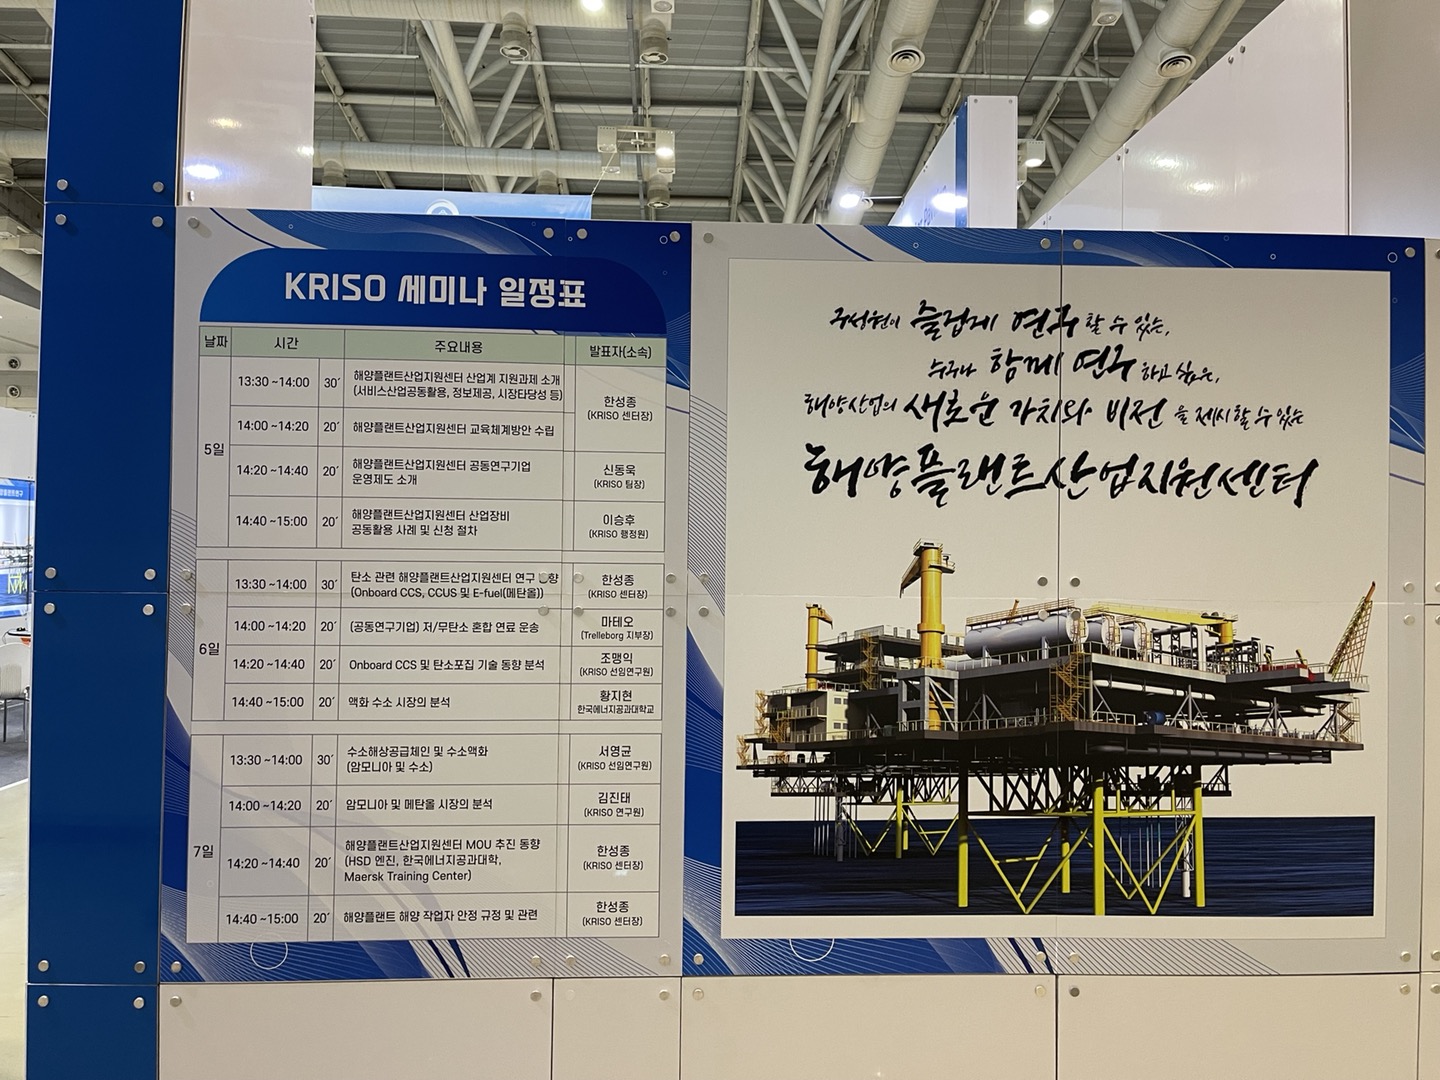 KRISO 세미나 일정표
날짜 시간 주요내용 발표자(소속)
5일
13:30 ~14:00 30´ 해양플랜트산업지원센터 산업계 지원과제 소개
(서비스산업공동활용, 정보제공, 시장타당성 등)
한성종
(KRISO 센터장)
14:00 ~14:20 20´ 해양플랜트산업지원센터 교육체계방안 수립
14:20 ~14:40 20´ 해양플랜트산업지원센터 공동연구기업
운영제도 소개
신동욱
(KRISO 팀장)
14:40 ~15:00 20´ 해양플랜트산업지원센터 산업장비
공동활용 사례 및 신청 절차
이승후
(KRISO 행정원)
6일
13:30 ~14:00 30´ 탄소 관련 해양플랜트산업지원센터 연구 향
(Onboard CCS, CCUS 및 E-fuel(메탄올))
한성종
(KRISO 센터장)
14:00 ~14:20 20´ (공동연구기업) 저/무탄소 혼합 연료 운송
마테오
(Trelleborg 지부장)
14:20 ~14:40 20´ Onboard CCS 및 탄소포집 기술 동향 분석
조맹익
(KRISO 선임연구원)
14:40 ~15:00 20´ 액화 수소 시장의 분석
황지현
한국에너지공과대학교
7일
13:30 ~14:00 30´ 수소해상공급체인 및 수소액화
(암모니아 및 수소)
서영균
(KRISO 선임연구원)
14:00 ~14:20 20´ 암모니아 및 메탄올 시장의 분석
김진태
(KRISO 연구원)
14:20 ~14:40 20´ 해양플랜트산업지원센터 MOU 추진 동향
(HSD 엔진, 한국에너지공과대학,
Maersk Training Center)
한성종
(KRISO 센터장)
14:40 ~15:00 20´ 해양플랜트 해양 작업자 안정 규정 및 관련
한성종
(KRISO 센터장)
구성원이 즐겁게 연구 할 수 있는,
누구나 함께 연구 하고 싶은,
해양산업의 새로운 가치와 비전 을 제시할 수 있는
해양플랜트산업지원센터